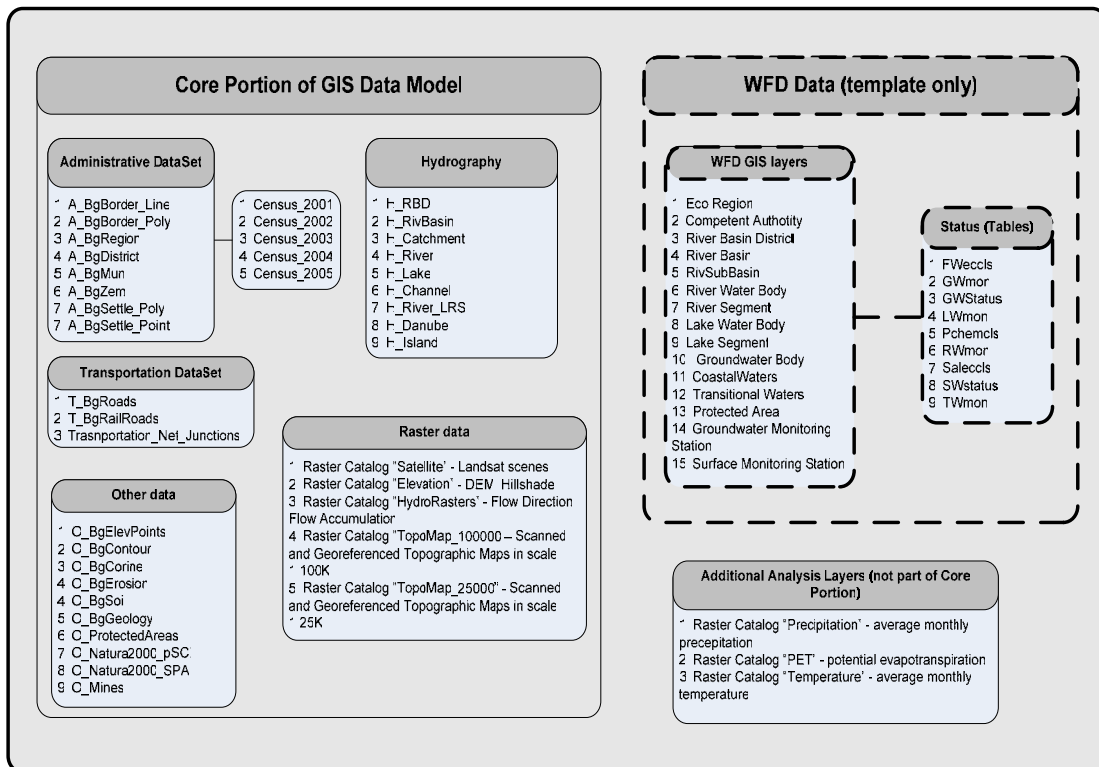 Core Portion of GIS Data Model
Administrative DataSet
1 A_BgBorder_Line
2 A_BgBorder_Poly
3 A_BgRegion
4 A_BgDistrict
5 A_BgMun
6 A_BgZem
7 A_BgSettle_Poly
7 A_BgSettle_Point
1 Census_2001
2 Census_2002
3 Census_2003
4 Census_2004
5 Census_2005
Hydrography
1 H_RBD
2 H_RivBasin
3 H_Catchment
4 H_River
5 H_Lake
6 H_Channel
7 H_River_LRS
8 H_Danube
9 H_Island
Transportation DataSet
1 T_BgRoads
2 T_BgRailRoads
3 Trasnportation_Net_Junctions
Other data
1 O_BgElevPoints
2 O_BgContour
3 O_BgCorine
4 O_BgErosion
4 O_BgSoi
5 O_BgGeology
6 O_ProtectedAreas
7 O_Natura2000_pSCI
8 O_Natura2000_SPA
9 O_Mines
Raster data
1 Raster Catalog "Satellite" - Landsat scenes
2 Raster Catalog "Elevation" - DEM Hillshade
3 Raster Catalog "HydroRasters" - Flow Direction
Flow Accumulation
4 Raster Catalog "TopoMap_100000 – Scanned
and Georeferenced Topographic Maps in scale
1 100K
5 Raster Catalog "TopoMap_25000" - Scanned
and Georeferenced Topographic Maps in scale
1 25K
WFD Data (template only)
WFD GIS layers
1 Eco Region
2 Competent Authotity
3 River Basin District
4 River Basin
5 RivSubBasin
6 River Water Body
7 River Segment
8 Lake Water Body
9 Lake Segment
10 Groundwater Body
11 CoastalWaters
12 Transitional Waters
13 Protected Area
14 Groundwater Monitoring
Station
15 Surface Monitoring Station
Status (Tables)
1 FWeccls
2 GWmon
3 GWStatus
4 LWmon
5 Pchemcls
6 RWmon
7 Saleccls
8 SWstatus
9 TWmon
Additional Analysis Layers (not part of Core
Portion)
1 Raster Catalog "Precipitation" - average monthly
precepitation
2 Raster Catalog "PET" - potential evapotranspiration
3 Raster Catalog "Temperature" - average monthly
temperature